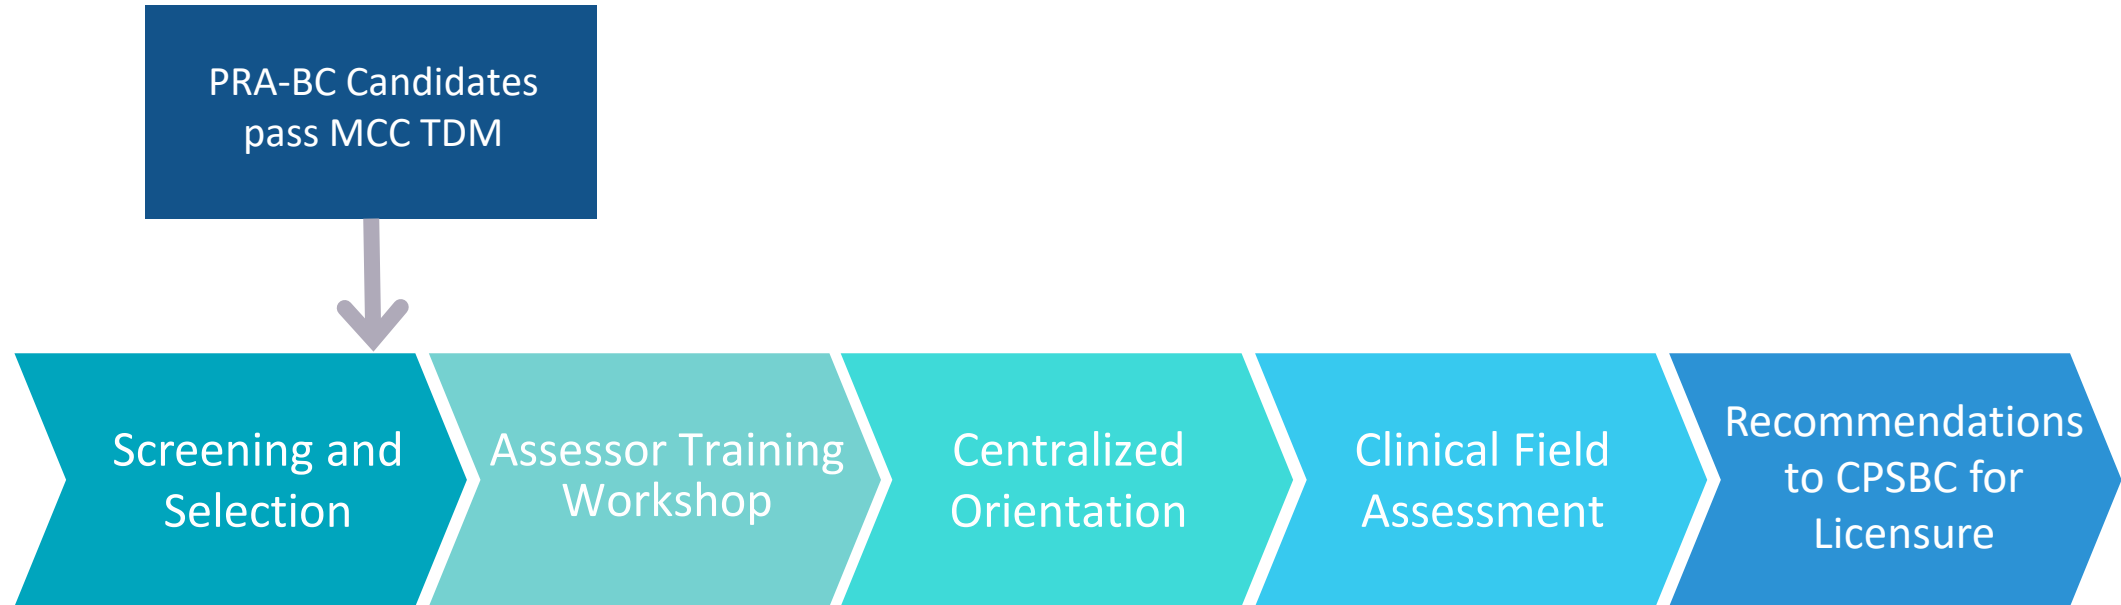 PRA-BC Candidates
pass MCC TDM
Screening and
Selection
Assessor Training
Workshop
Centralized
Orientation
Clinical Field
Assessment
Recommendations
to CPSBC for
Licensure